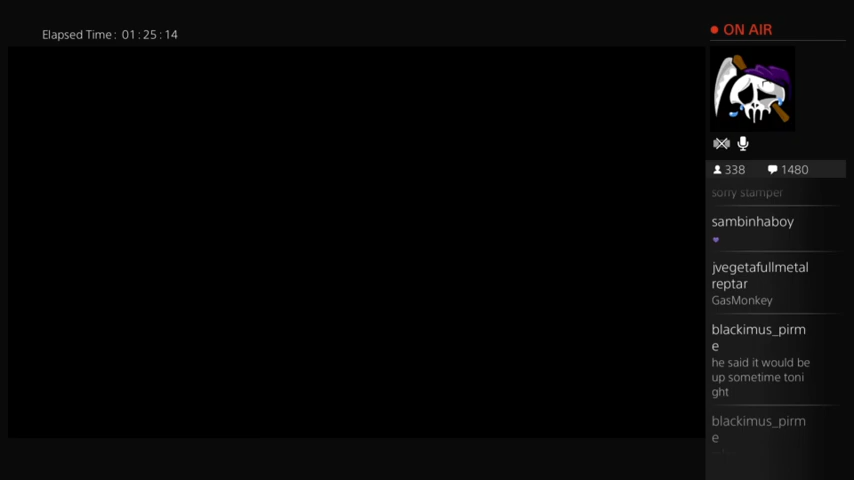 Elapsed Time: 01:25:14
ON AIR
338 1480
sorry stamper
sambinhaboy
jvegetafullmetal
reptar
GasMonkey
blackimus_pirm
e
he said it would be
up sometime toni
ght
blackimus_pirm
e